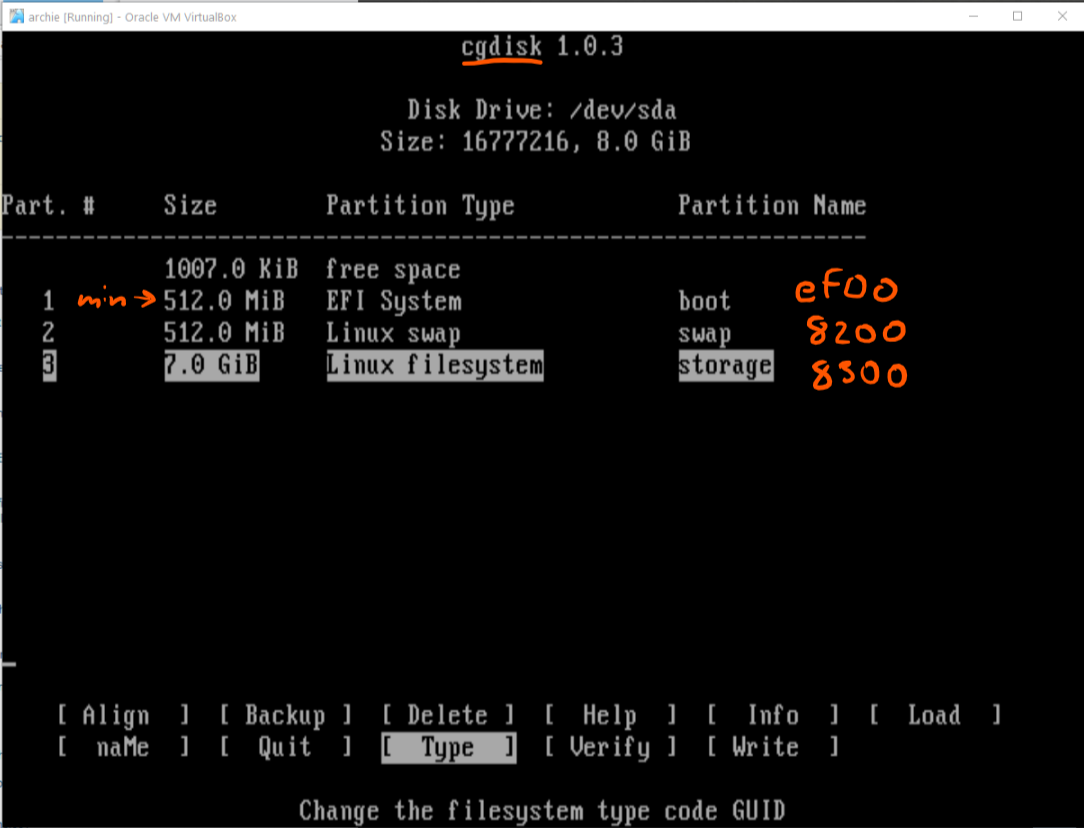 archie [Running] - Oracle VM VirtualBox
cgdisk 1.0.3
Disk Drive: /dev/sda
Size: 16777216, 8.0 GiB
Part. # Size Partition Type Partition Name
----------------------------------------------------------------
1007.0 KiB free space
1 min → 512.0 MiB EFI System boot eF00
2 512.0 MiB Linux swap swap 8200
3 7.0 GiB Linux filesystem storage 8300
[ Align ] [ Backup ] [ Delete ] [ Help ] [ Info ] [ Load ]
[ naMe ] [ Quit ] [ Type ] [ Verify ] [ Write ]
Change the filesystem type code GUID